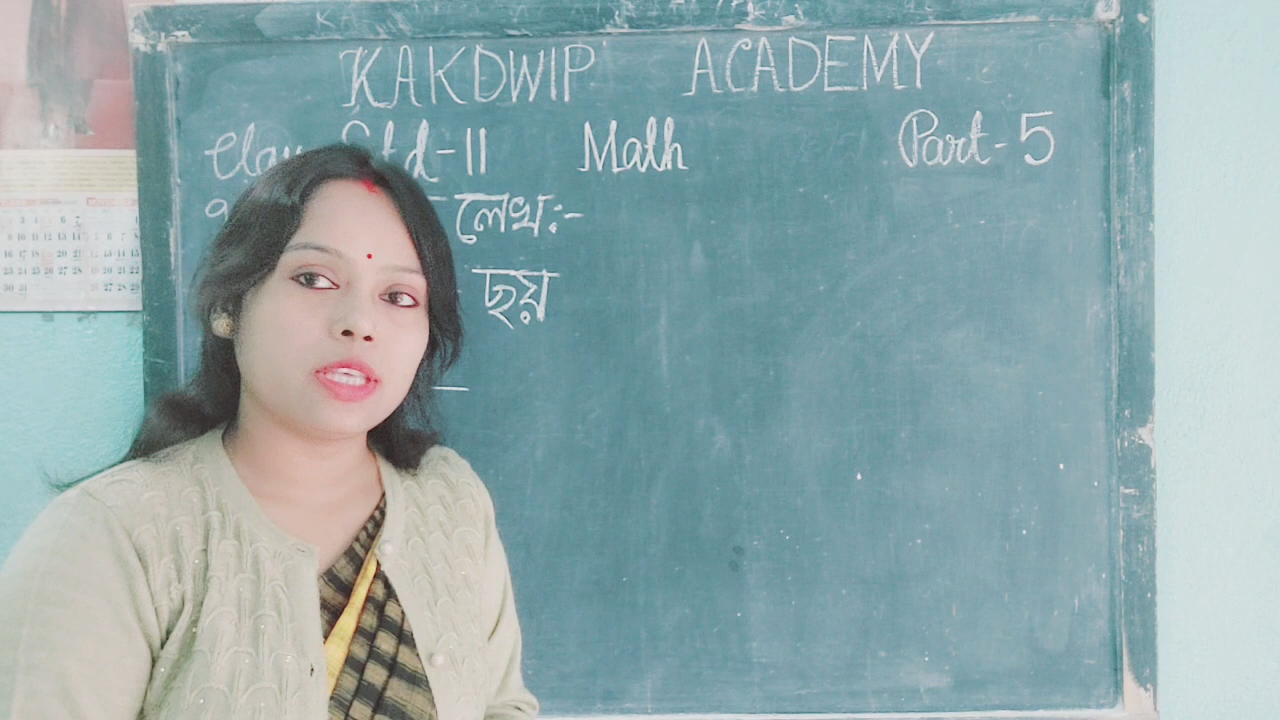 KAKDWIP ACADEMY
Std-II Math Part-5
লেখ:-
ছয়